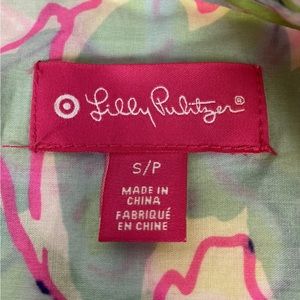 Lilly Pulitzer®
S/P
MADE IN
CHINA
FABRIQUÉ
EN CHINE